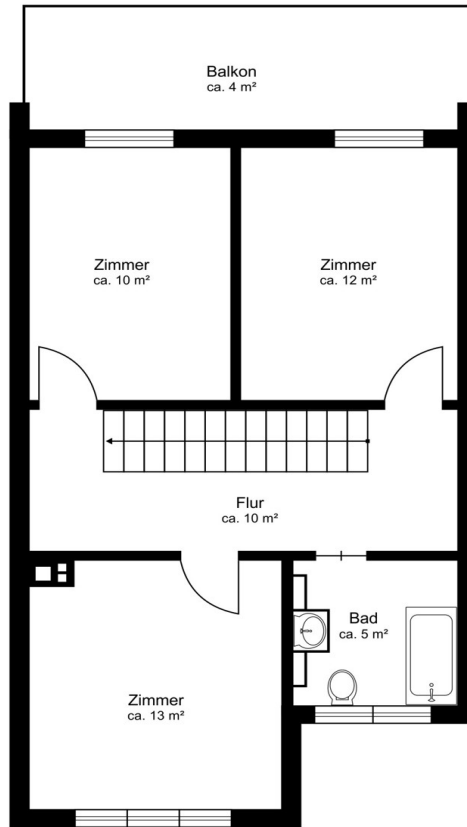 Balkon
ca. 4 m²
Zimmer
ca. 10 m²
Zimmer
ca. 12 m²
Flur
ca. 10 m²
Bad
ca. 5 m²
Zimmer
ca. 13 m²